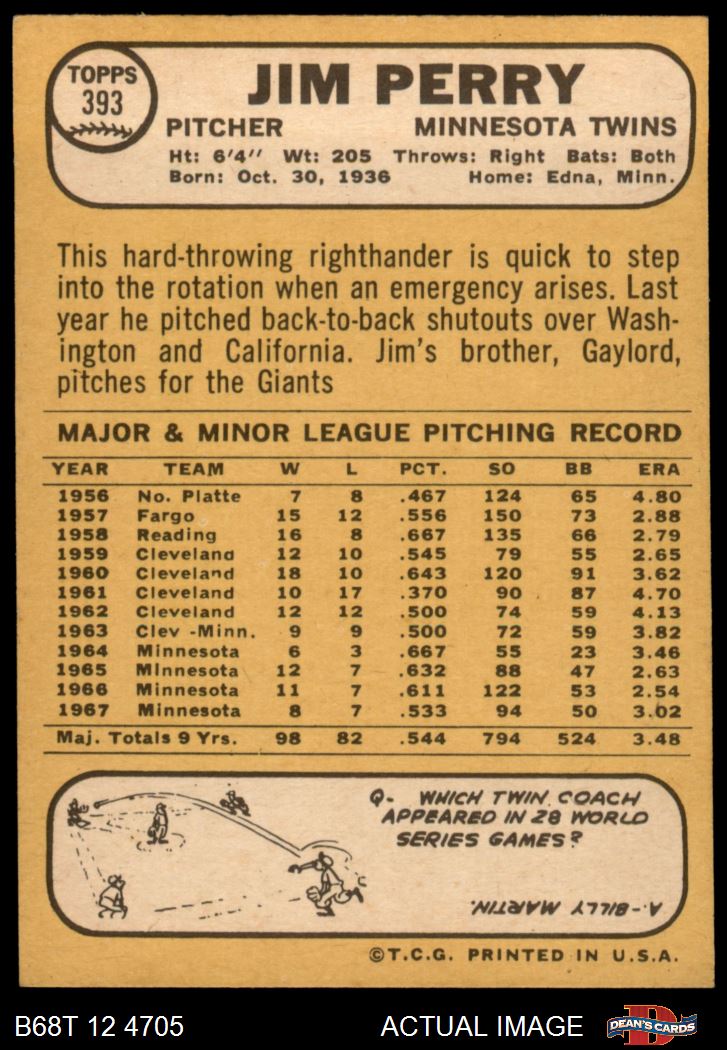 TOPPS
393
JIM PERRY
PITCHER MINNESOTA TWINS
Ht: 6'4" Wt: 205 Throws: Right Bats: Both
Born: Oct. 30, 1936 Home: Edna, Minn.
This hard-throwing righthander is quick to step
into the rotation when an emergency arises. Last
year he pitched back-to-back shutouts over Wash-
ington and California. Jim's brother, Gaylord,
pitches for the Giants
MAJOR & MINOR LEAGUE PITCHING RECORD
YEAR TEAM W L PCT. SO BB ERA
1956 No. Platte 7 8 .467 124 65 4.80
1957 Fargo 15 12 .556 150 73 2.88
1958 Reading 16 8 .667 135 66 2.79
1959 Cleveland 12 10 .545 79 55 2.65
1960 Cleveland 18 10 .643 120 91 3.62
1961 Cleveland 10 17 .370 90 87 4.70
1962 Cleveland 12 12 .500 74 59 4.13
1963 Clev -Minn. 9 9 .500 72 59 3.82
1964 Minnesota 6 3 .667 55 23 3.46
1965 Minnesota 12 7 .632 88 47 2.63
1966 Minnesota 11 7 .611 122 53 2.54
1967 Minnesota 8 7 .533 94 50 3.02
Maj. Totals 9 Yrs. 98 82 .544 794 524 3.48
Q- WHICH TWIN COACH
APPEARED IN 28 WORLD
SERIES GAMES?
A-BILLY MARTIN.
©T.C.G. PRINTED IN U.S.A.
B68T 12 4705 ACTUAL IMAGE DEAN'S CARDS